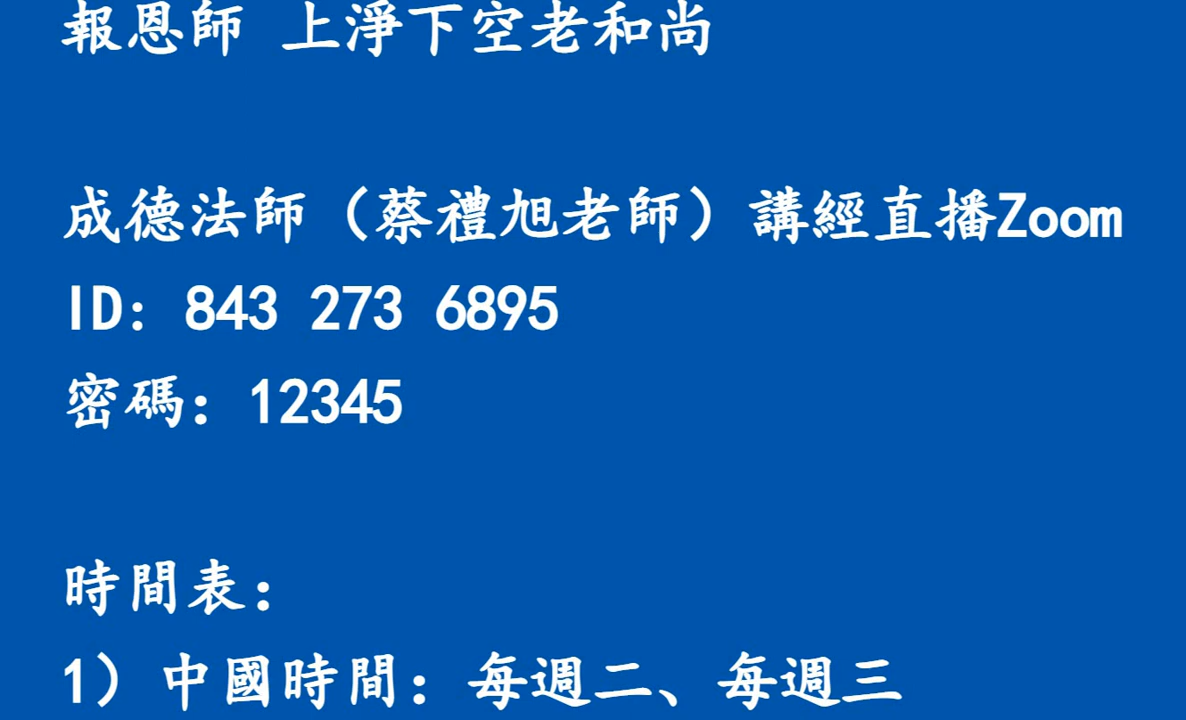 報恩師 上淨下空老和尚
成德法師（蔡禮旭老師）講經直播Zoom
ID: 843 273 6895
密碼：12345
時間表：
1）中國時間：每週二、每週三